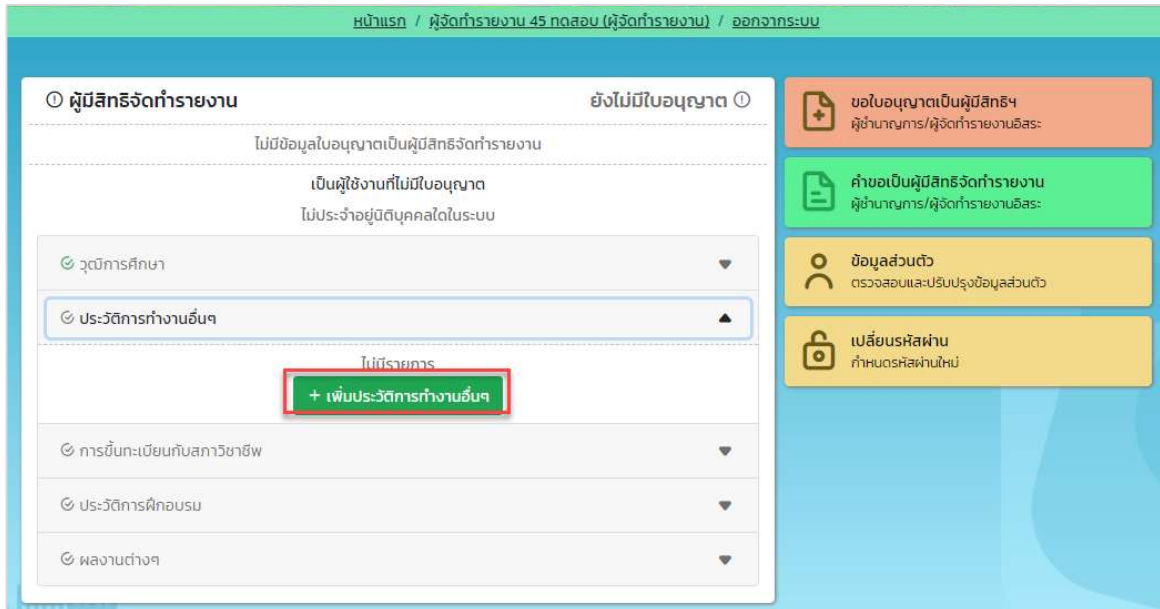 หน้าแรก / ผู้จัดทำรายงาน 45 ทดสอบ (ผู้จัดทำรายงาน) / ออกจากระบบ
ผู้มีสิทธิจัดทำรายงาน
ยังไม่มีใบอนุญาต
ไม่มีข้อมูลใบอนุญาตเป็นผู้มีสิทธิจัดทำรายงาน
เป็นผู้ใช้งานที่ไม่มีใบอนุญาต
ไม่ประจำอยู่นิติบุคคลใดในระบบ
วุฒิการศึกษา
ประวัติการทำงานอื่นๆ
ไม่มีรายการ
+ เพิ่มประวัติการทำงานอื่นๆ
การขึ้นทะเบียนกับสภาวิชาชีพ
ประวัติการฝึกอบรม
ผลงานต่างๆ
ขอใบอนุญาตเป็นผู้มีสิทธิฯ
ผู้ชำนาญการ/ผู้จัดทำรายงานอิสระ
คำขอเป็นผู้มีสิทธิจัดทำรายงาน
ผู้ชำนาญการ/ผู้จัดทำรายงานอิสระ
ข้อมูลส่วนตัว
ตรวจสอบและปรับปรุงข้อมูลส่วนตัว
เปลี่ยนรหัสผ่าน
กำหนดรหัสผ่านใหม่